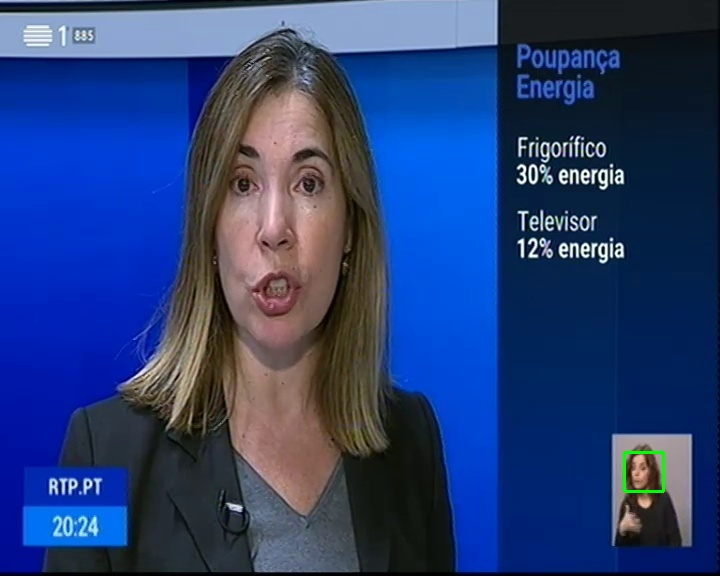 1 885
Poupança
Energia
Frigorífico
30% energia
Televisor
12% energia
RTP.PT
20:24